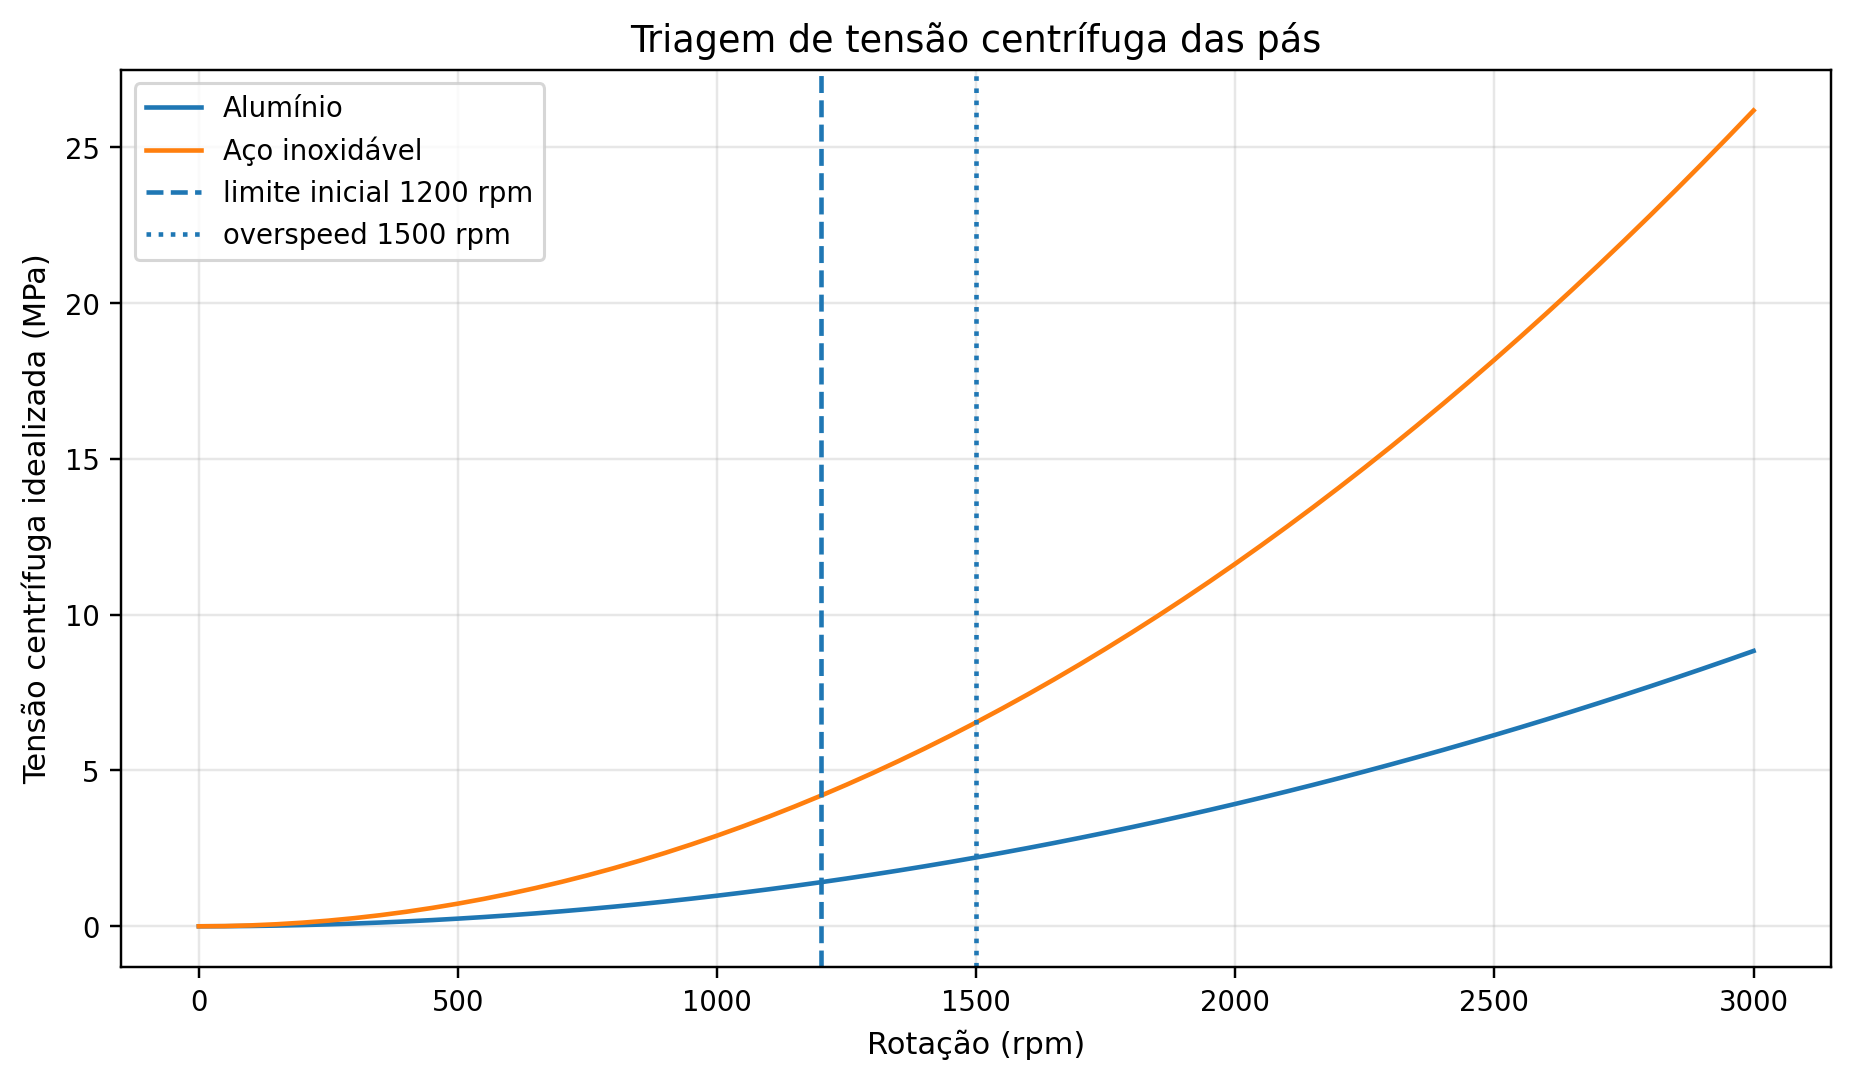 Triagem de tensão centrífuga das pás
Alumínio
Aço inoxidável
limite inicial 1200 rpm
overspeed 1500 rpm
Tensão centrífuga idealizada (MPa)
25
20
15
10
5
0
0 500 1000 1500 2000 2500 3000
Rotação (rpm)